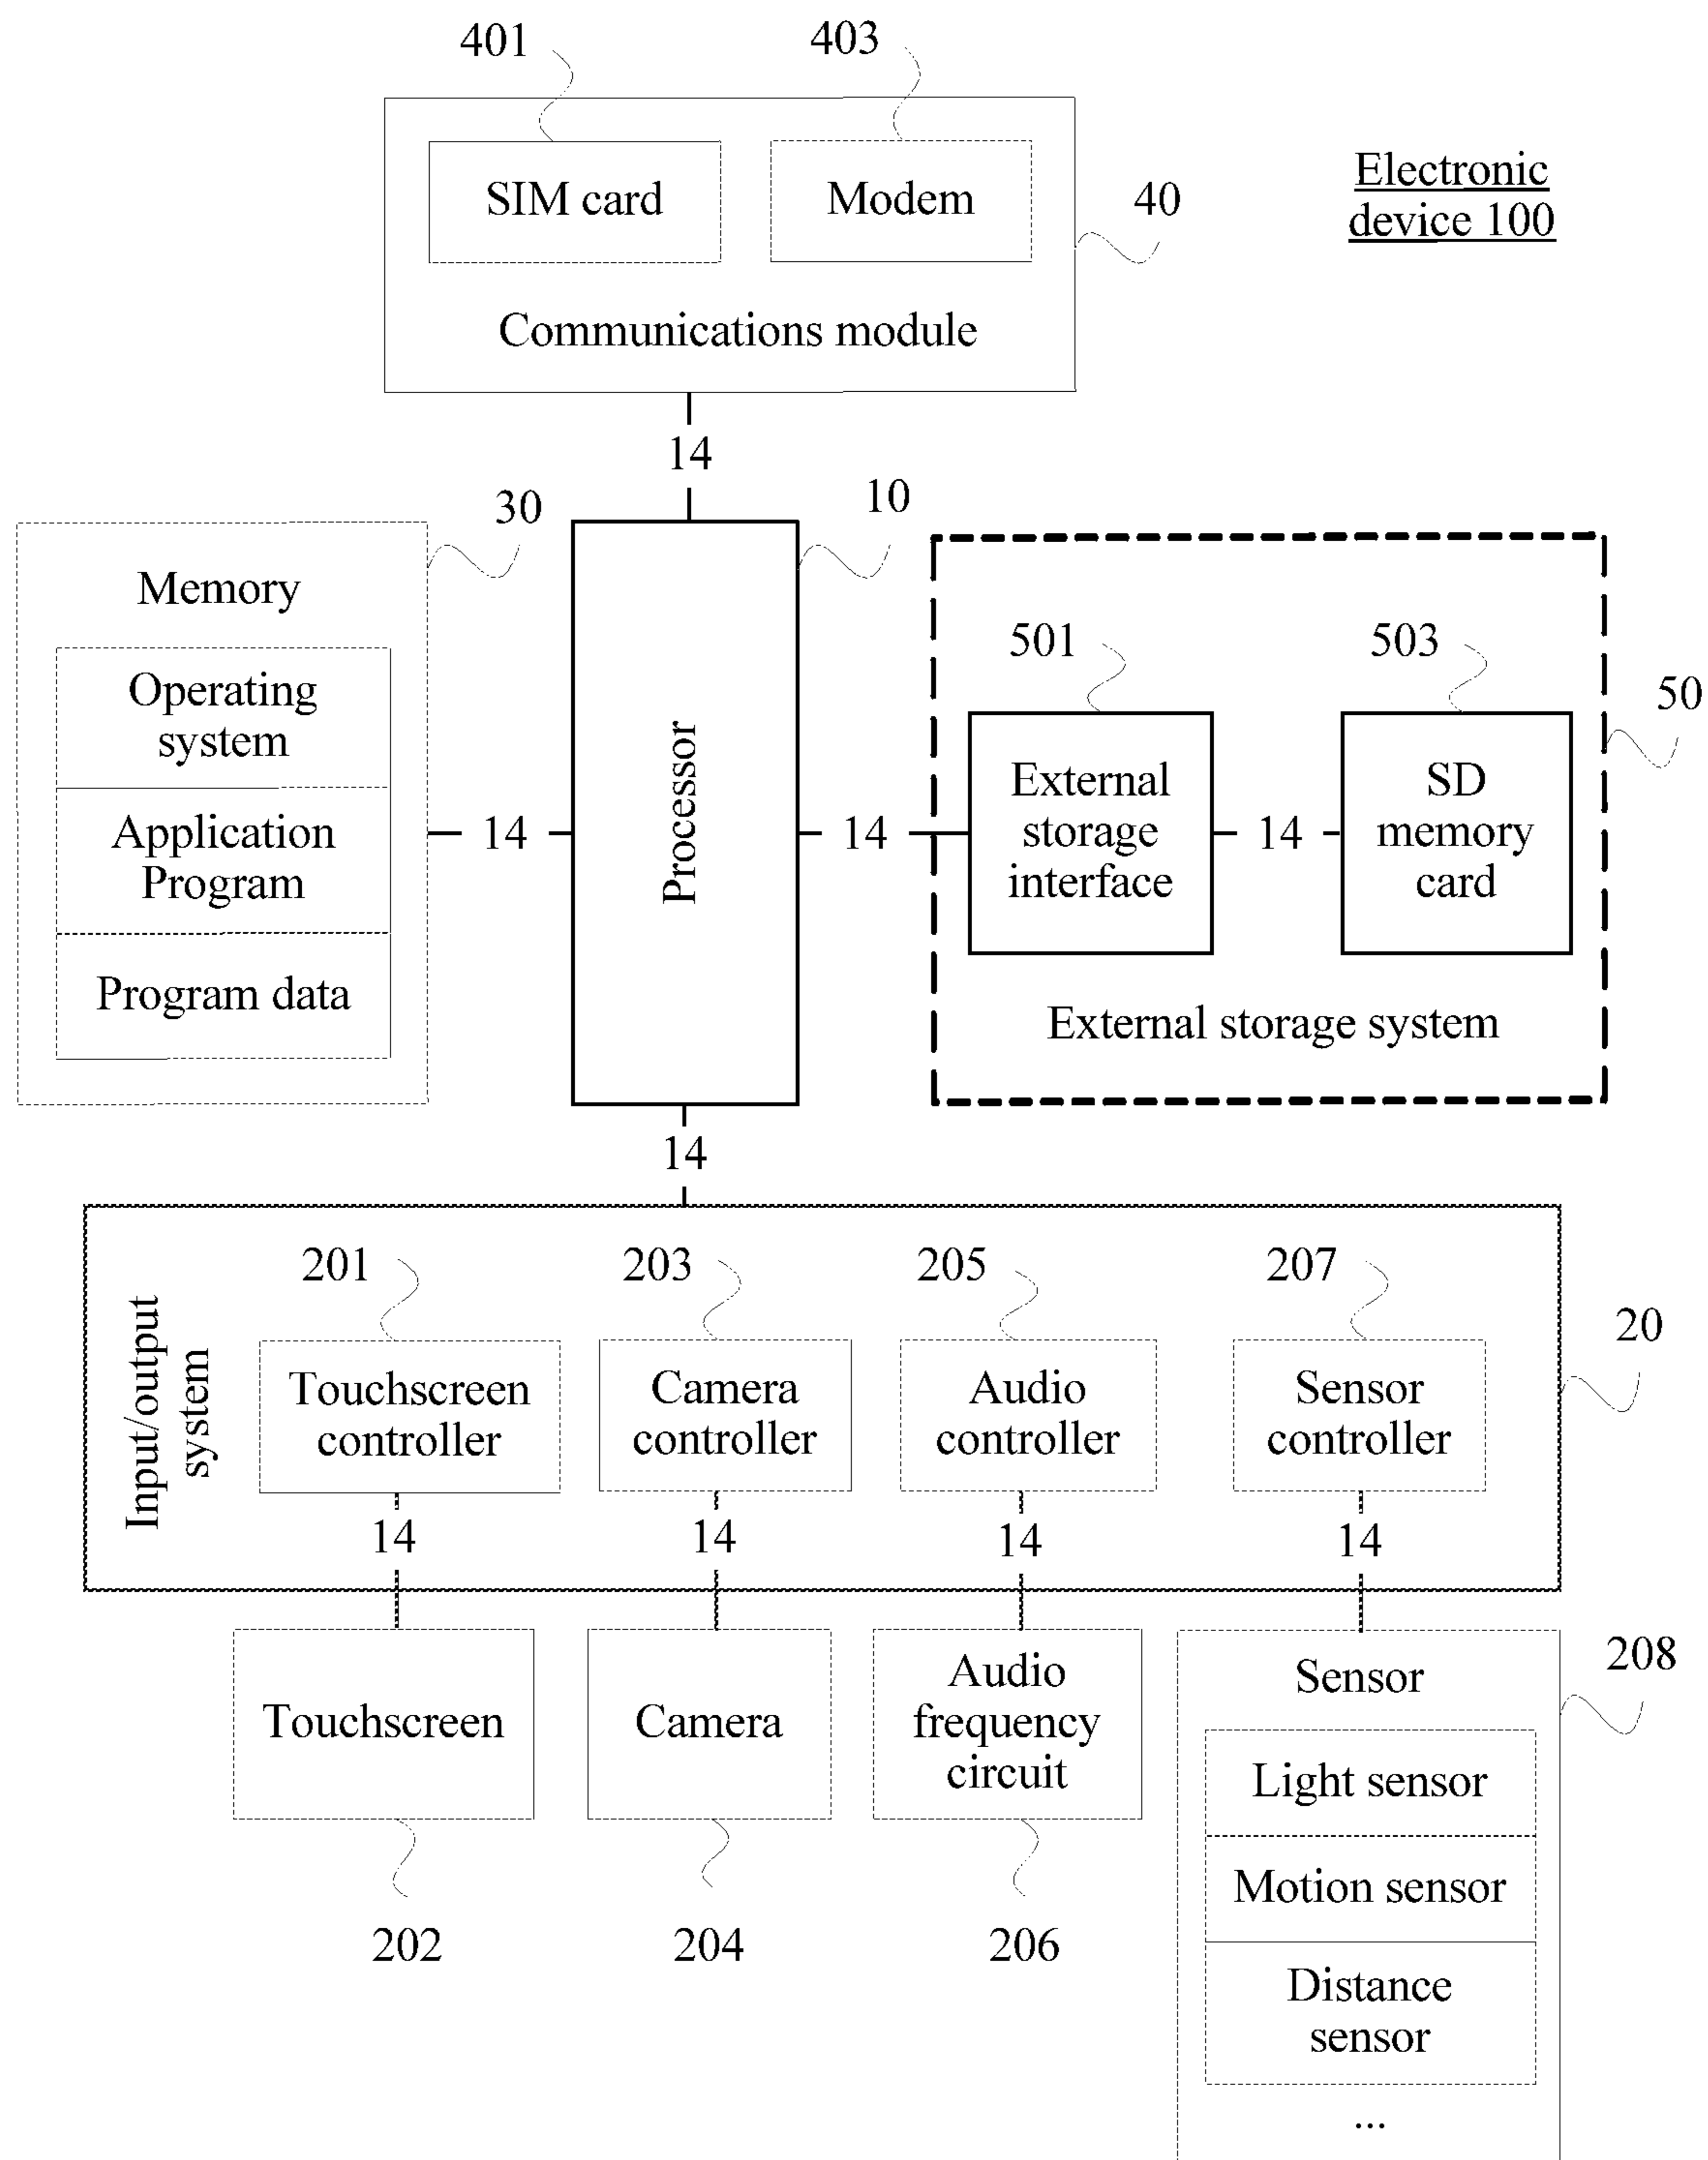 401
403
Electronic
device 100
SIM card
Modem
40
Communications module
14
30
10
Memory
Operating
system
Application
Program
Program data
14
Processor
14
501
503
50
External
storage
interface
14
SD
memory
card
External storage system
14
Input/output
system
201
203
205
207
20
Touchscreen
controller
Camera
controller
Audio
controller
Sensor
controller
14
14
14
14
Touchscreen
Camera
Audio
frequency
circuit
Sensor
208
Light sensor
Motion sensor
Distance
sensor
...
202
204
206